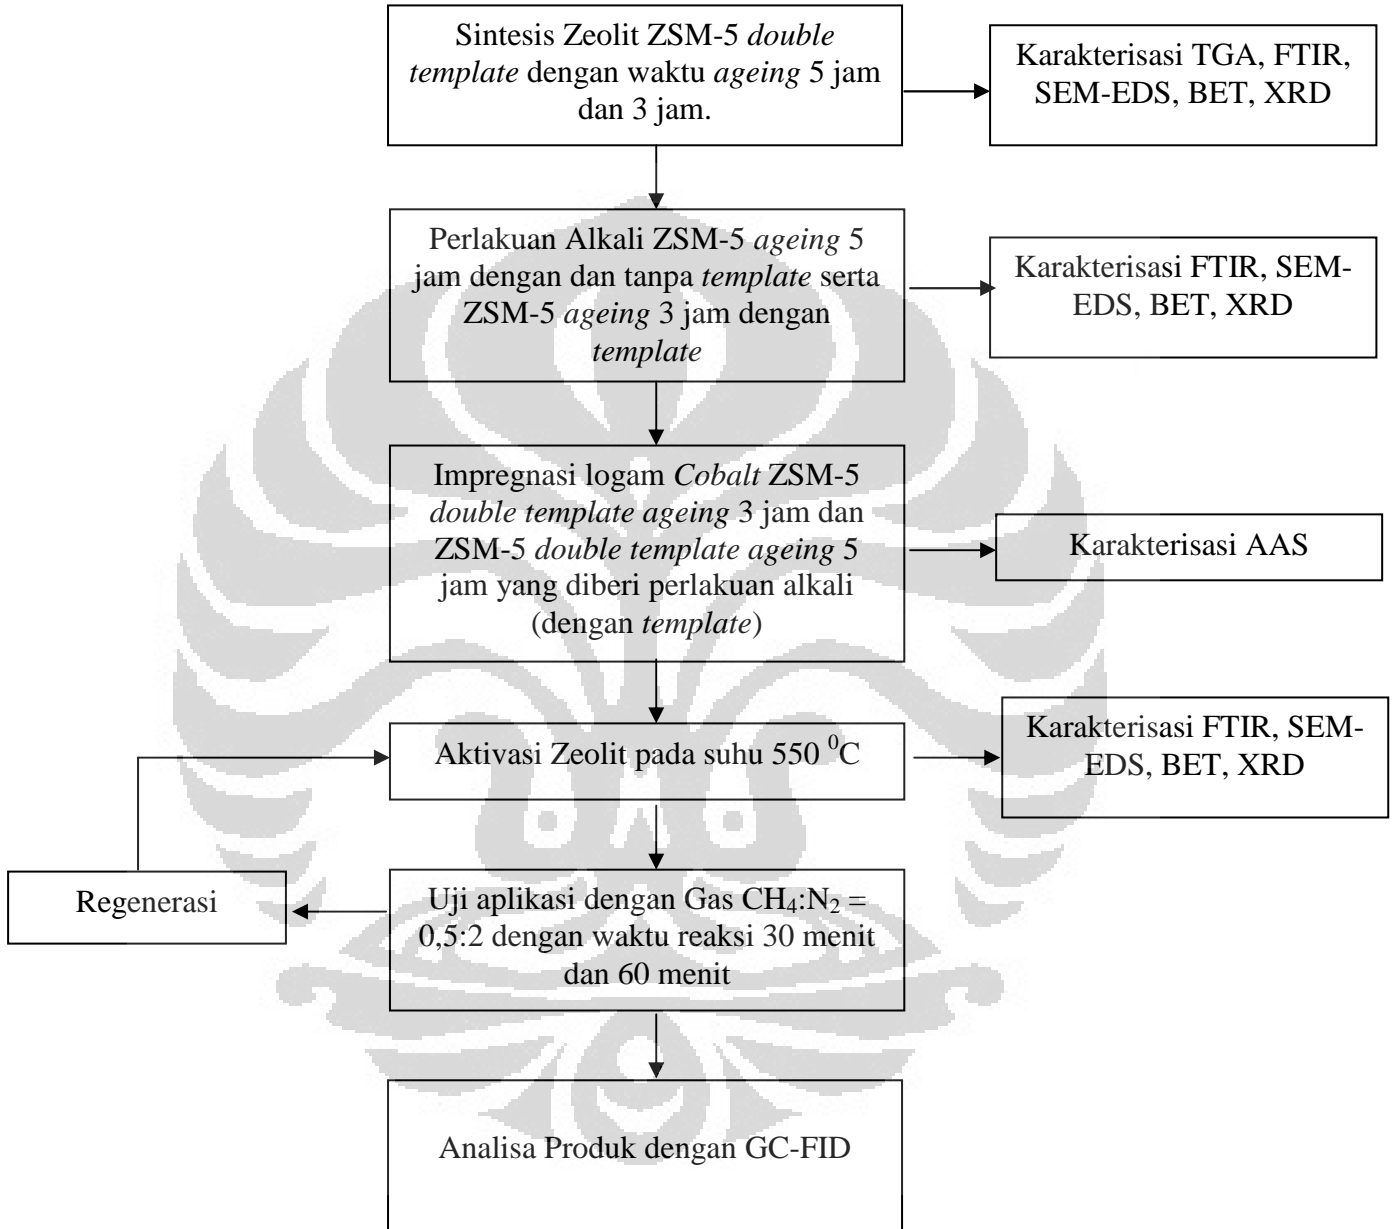 Sintesis Zeolit ZSM-5 double
template dengan waktu ageing 5 jam
dan 3 jam.
Karakterisasi TGA, FTIR,
SEM-EDS, BET, XRD
Perlakuan Alkali ZSM-5 ageing 5
jam dengan dan tanpa template serta
ZSM-5 ageing 3 jam dengan
template
Karakterisasi FTIR, SEM-
EDS, BET, XRD
Impregnasi logam Cobalt ZSM-5
double template ageing 3 jam dan
ZSM-5 double template ageing 5
jam yang diberi perlakuan alkali
(dengan template)
Karakterisasi AAS
Aktivasi Zeolit pada suhu 550 ⁰C
Karakterisasi FTIR, SEM-
EDS, BET, XRD
Regenerasi
Uji aplikasi dengan Gas CH₄:N₂ =
0,5:2 dengan waktu reaksi 30 menit
dan 60 menit
Analisa Produk dengan GC-FID